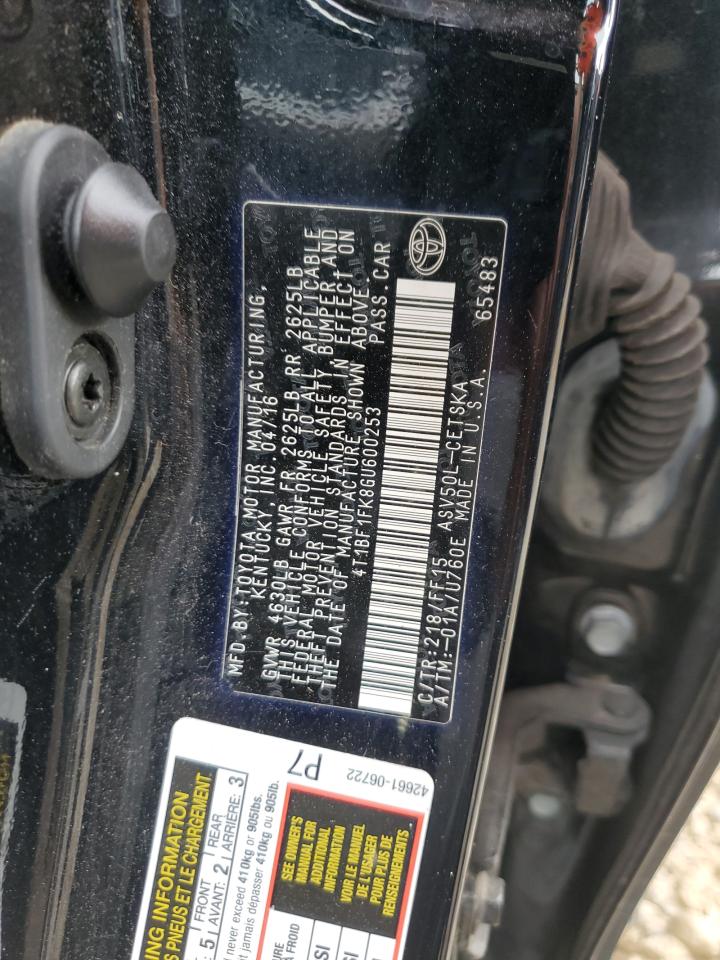 MFD. BY: TOYOTA MOTOR MANUFACTURING,
KENTUCKY, INC. 04/16
GVWR 4630LB GAWR FR 2625LB RR 2625LB
THIS VEHICLE CONFORMS TO ALL APPLICABLE
FEDERAL MOTOR VEHICLE SAFETY, BUMPER, AND
THEFT PREVENTION STANDARDS IN EFFECT ON
THE DATE OF MANUFACTURE SHOWN ABOVE.
4T1BF1FK8GU600253 PASS. CAR
C/TR:218/FF15 ASV50L-CETSKA
A/TM:-01A/U760E MADE IN U.S.A. 65483
ING INFORMATION
S PNEUS ET LE CHARGEMENT
5 FRONT 2 REAR 3
AVANT: ARRIÈRE:
never exceed 410kg or 905lbs.
jamais dépasser 410kg ou 905lb.
P7
42661-06722
SEE OWNER'S
MANUAL FOR
ADDITIONAL
INFORMATION
VOIR LE MANUEL
DE L'USAGER
POUR PLUS DE
RENSEIGNEMENTS
À FROID